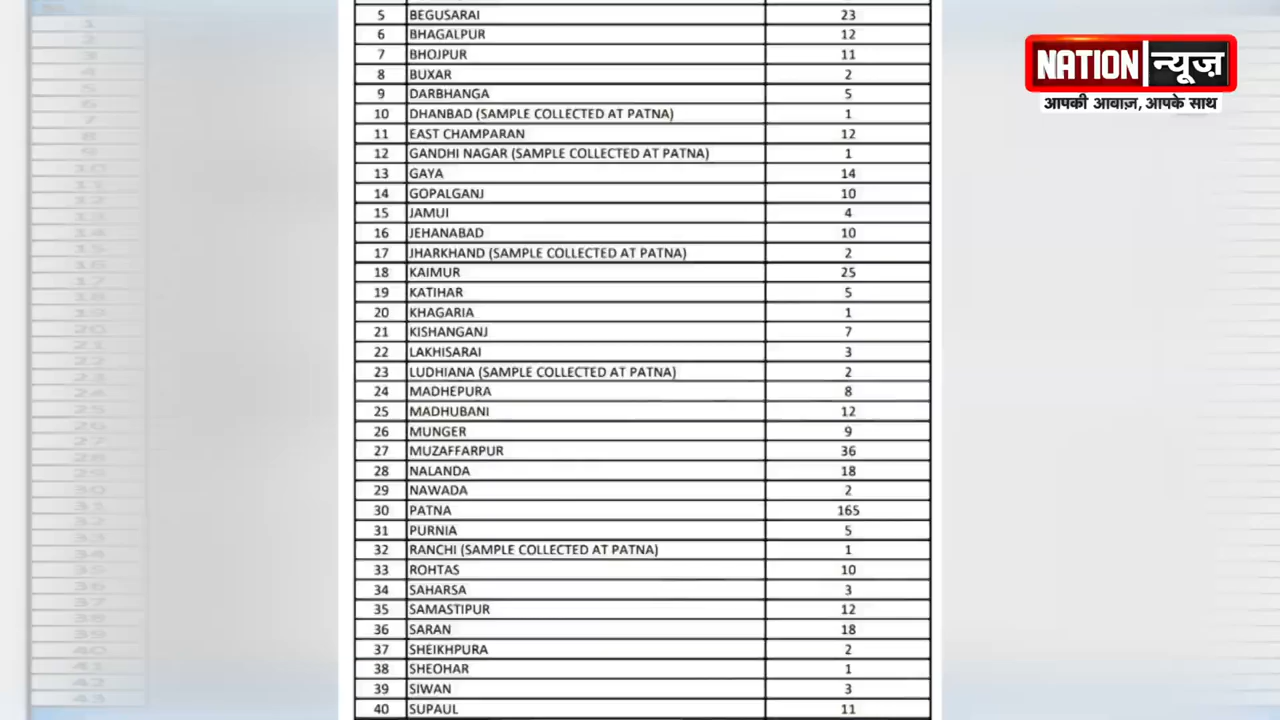 5 BEGUSARAI 23
6 BHAGALPUR 12
7 BHOJPUR 11
8 BUXAR 2
9 DARBHANGA 5
10 DHANBAD (SAMPLE COLLECTED AT PATNA) 1
11 EAST CHAMPARAN 12
12 GANDHI NAGAR (SAMPLE COLLECTED AT PATNA) 1
13 GAYA 14
14 GOPALGANJ 10
15 JAMUI 4
16 JEHANABAD 10
17 JHARKHAND (SAMPLE COLLECTED AT PATNA) 2
18 KAIMUR 25
19 KATIHAR 5
20 KHAGARIA 1
21 KISHANGANJ 7
22 LAKHISARAI 3
23 LUDHIANA (SAMPLE COLLECTED AT PATNA) 2
24 MADHEPURA 8
25 MADHUBANI 12
26 MUNGER 9
27 MUZAFFARPUR 36
28 NALANDA 18
29 NAWADA 2
30 PATNA 165
31 PURNIA 5
32 RANCHI (SAMPLE COLLECTED AT PATNA) 1
33 ROHTAS 10
34 SAHARSA 3
35 SAMASTIPUR 12
36 SARAN 18
37 SHEIKHPURA 2
38 SHEOHAR 1
39 SIWAN 3
40 SUPAUL 11
NATION न्यूज़
आपकी आवाज़, आपके साथ